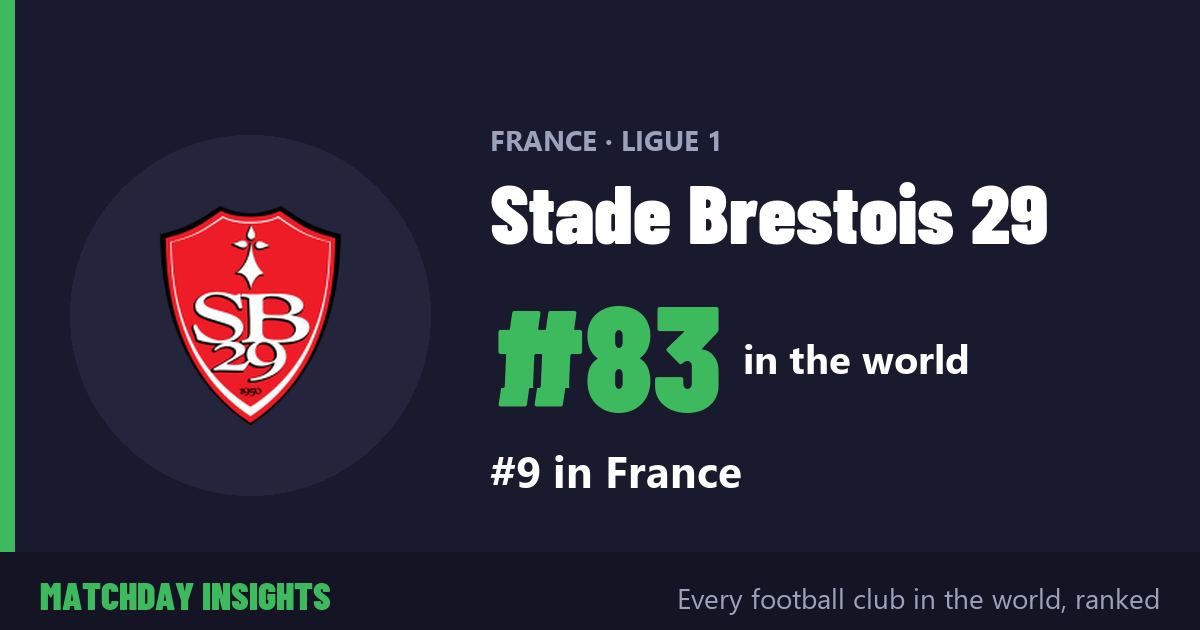 FRANCE · LIGUE 1
Stade Brestois 29
SB
29
1950
#83 in the world
#9 in France
MATCHDAY INSIGHTS
Every football club in the world, ranked